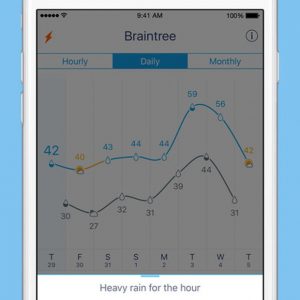 9:41 AM 100%
Braintree
Hourly Daily Monthly
59
56
42 40 43 44 44 42
44
39
30 27 32 31 31
T F S S M T W T
29 30 31 1 2 3 4 5
Heavy rain for the hour